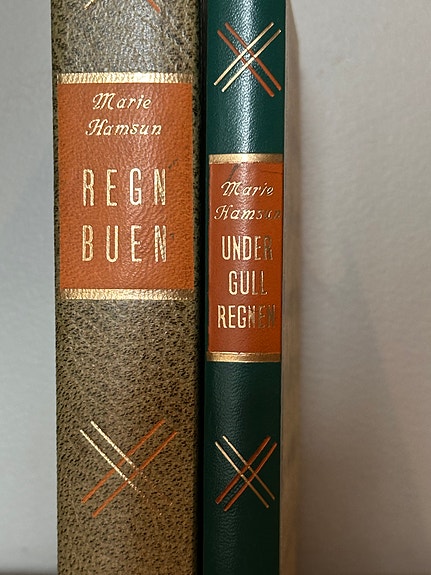 Marie
Hamsun
REGN
BUEN
Marie
Hamsun
UNDER
GULL
REGNEN